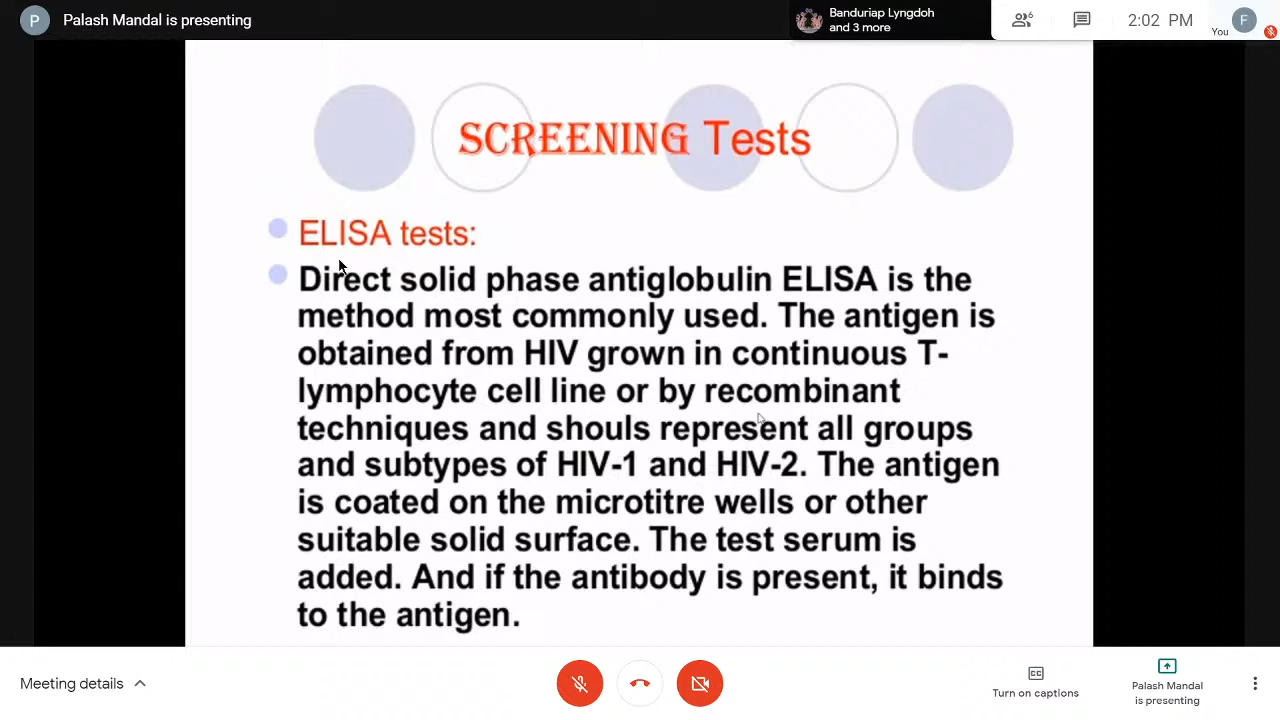 P
Palash Mandal is presenting
Banduriap Lyngdoh
and 3 more
6
2:02 PM
You
F
SCREENING Tests
ELISA tests:
Direct solid phase antiglobulin ELISA is the
method most commonly used. The antigen is
obtained from HIV grown in continuous T-
lymphocyte cell line or by recombinant
techniques and shouls represent all groups
and subtypes of HIV-1 and HIV-2. The antigen
is coated on the microtitre wells or other
suitable solid surface. The test serum is
added. And if the antibody is present, it binds
to the antigen.
Meeting details
CC
Turn on captions
Palash Mandal
is presenting